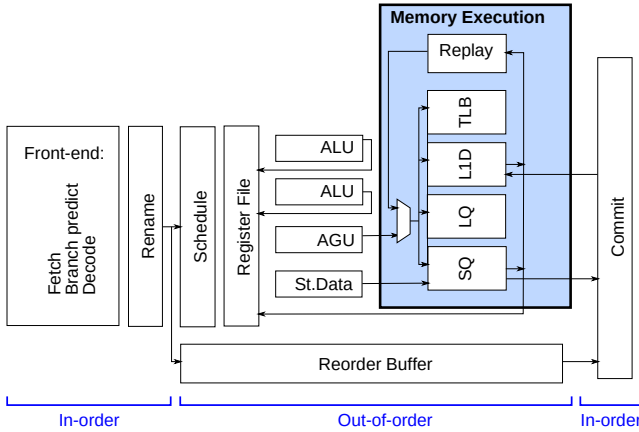 Memory Execution
Replay
Front-end:
Fetch
Branch predict
Decode
Rename
Schedule
Register File
ALU
ALU
AGU
St.Data
TLB
L1D
LQ
SQ
Commit
Reorder Buffer
In-order
Out-of-order
In-order